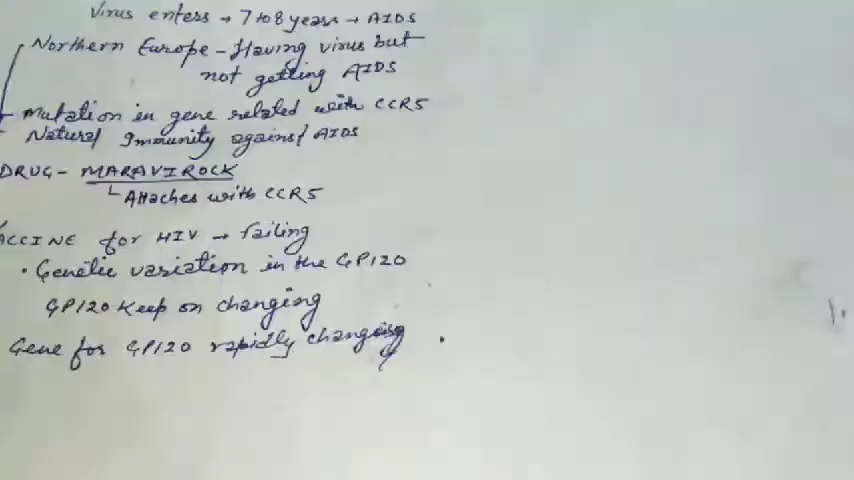 Virus enters → 7 to 8 years → AIDS
Northern Europe - Having virus but
not getting AIDS
Mutation in gene related with CCR5
Natural Immunity against AIDS
DRUG - MARAVIROCK
Attaches with CCR5
ACCINE for HIV → failing
• Genetic variation in the GP120
GP120 Keep on changing
Gene for GP120 rapidly changing